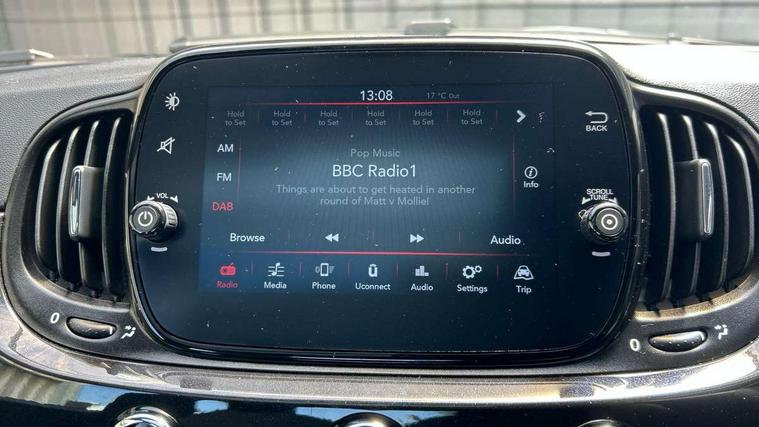 13:08 17 °C Out
Hold Hold Hold Hold Hold Hold
to Set to Set to Set to Set to Set to Set
BACK
AM
FM
DAB
Pop Music
BBC Radio1
Things are about to get heated in another
round of Matt v Mollie!
Info
VOL
SCROLL
TUNE
Browse Audio
Radio Media Phone Uconnect Audio Settings Trip
0 0